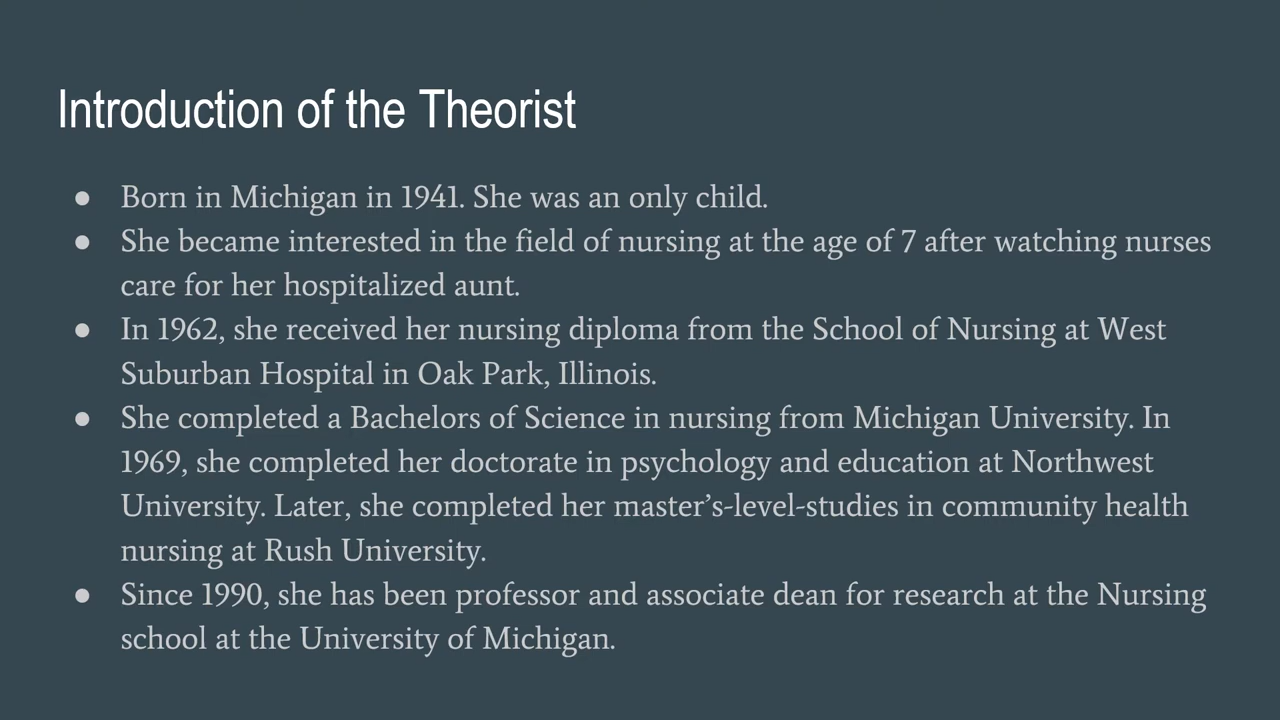 Introduction of the Theorist
● Born in Michigan in 1941. She was an only child.
● She became interested in the field of nursing at the age of 7 after watching nurses
care for her hospitalized aunt.
● In 1962, she received her nursing diploma from the School of Nursing at West
Suburban Hospital in Oak Park, Illinois.
● She completed a Bachelors of Science in nursing from Michigan University. In
1969, she completed her doctorate in psychology and education at Northwest
University. Later, she completed her master’s-level-studies in community health
nursing at Rush University.
● Since 1990, she has been professor and associate dean for research at the Nursing
school at the University of Michigan.